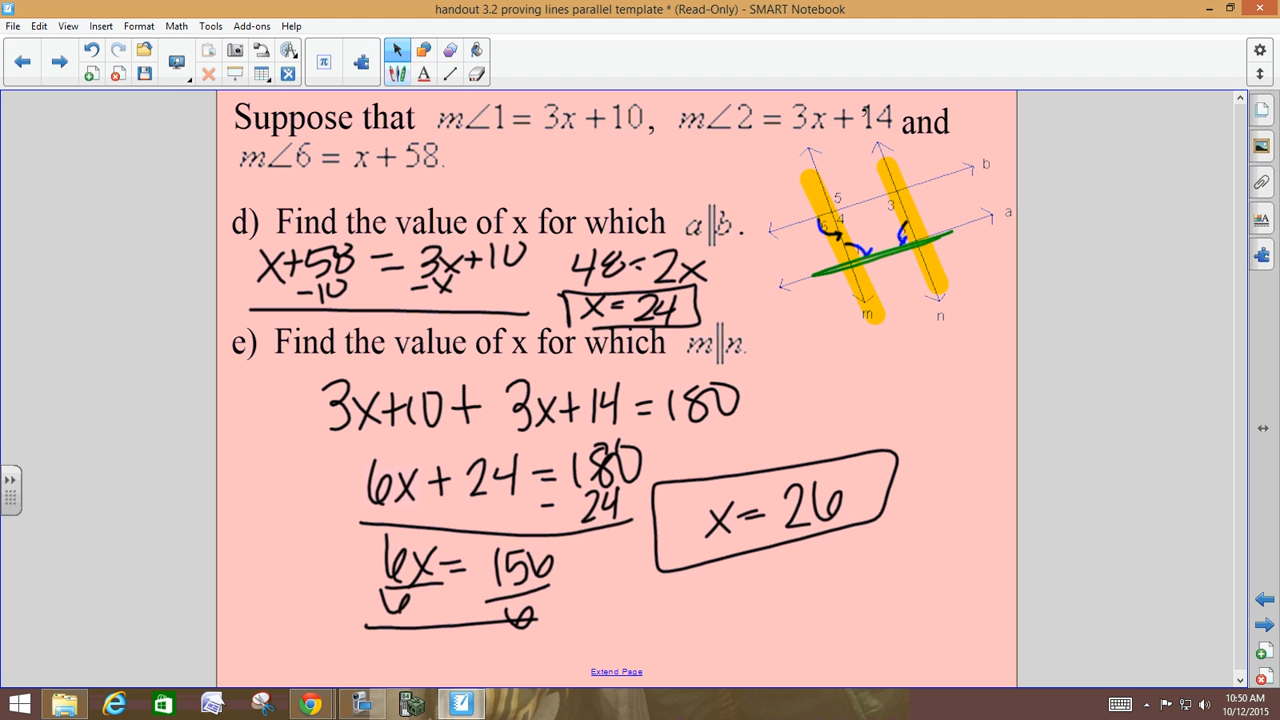 handout 3.2 proving lines parallel template * (Read-Only) - SMART Notebook
File Edit View Insert Format Math Tools Add-ons Help
Suppose that m∠1 = 3x + 10, m∠2 = 3x + 14 and
m∠6 = x + 58.
b
5
4
3
a
m
n
d) Find the value of x for which a∥b.
x+58 = 3x+10
-10 -x
48 = 2x
x = 24
e) Find the value of x for which m∥n.
3x+10 + 3x+14 = 180
6x + 24 = 180
- 24
6x = 156
6 6
x = 26
Extend Page
10:50 AM
10/12/2015